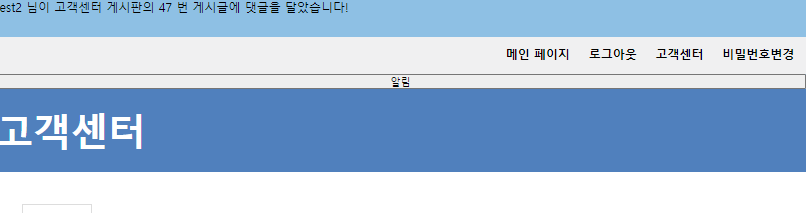 est2 님이 고객센터 게시판의 47 번 게시글에 댓글을 달았습니다!
메인 페이지 로그아웃 고객센터 비밀번호변경
알림
고객센터